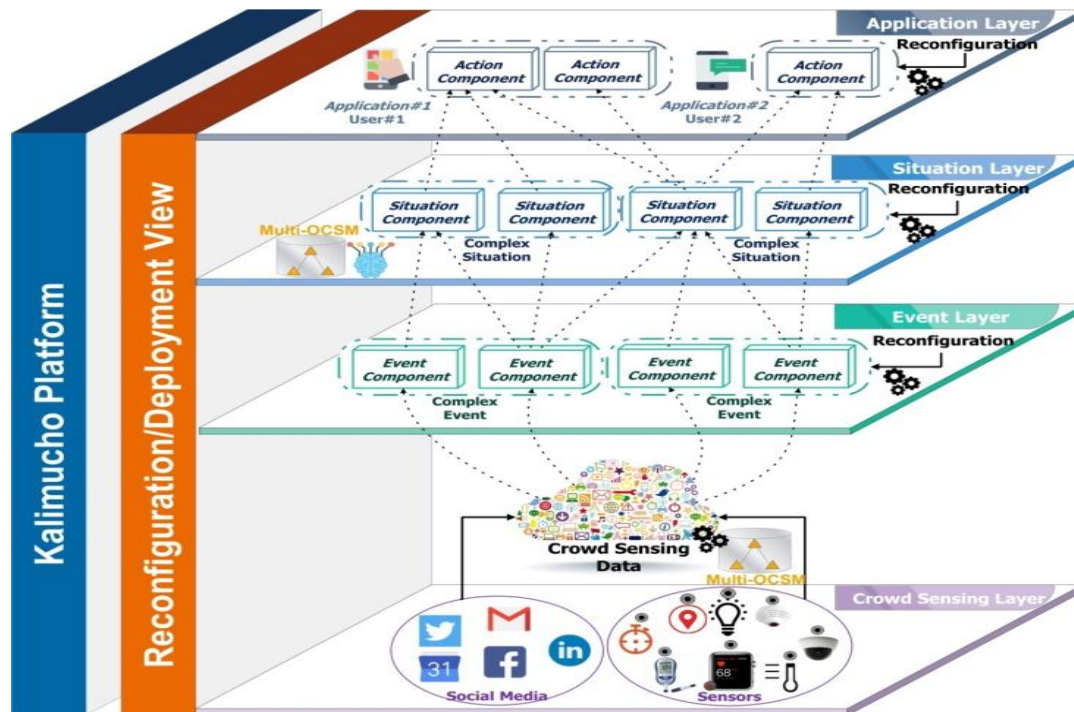 Kalimucho Platform
Reconfiguration/Deployment View
Application Layer
Reconfiguration
Action
Component
Action
Component
Action
Component
Application#1
User#1
Application#2
User#2
Situation Layer
Reconfiguration
Situation
Component
Situation
Component
Situation
Component
Situation
Component
Multi-OCSM
Complex
Situation
Complex
Situation
Event Layer
Reconfiguration
Event
Component
Event
Component
Event
Component
Event
Component
Complex
Event
Complex
Event
Crowd Sensing
Data
Multi-OCSM
Crowd Sensing Layer
31
in
68
Social Media
Sensors